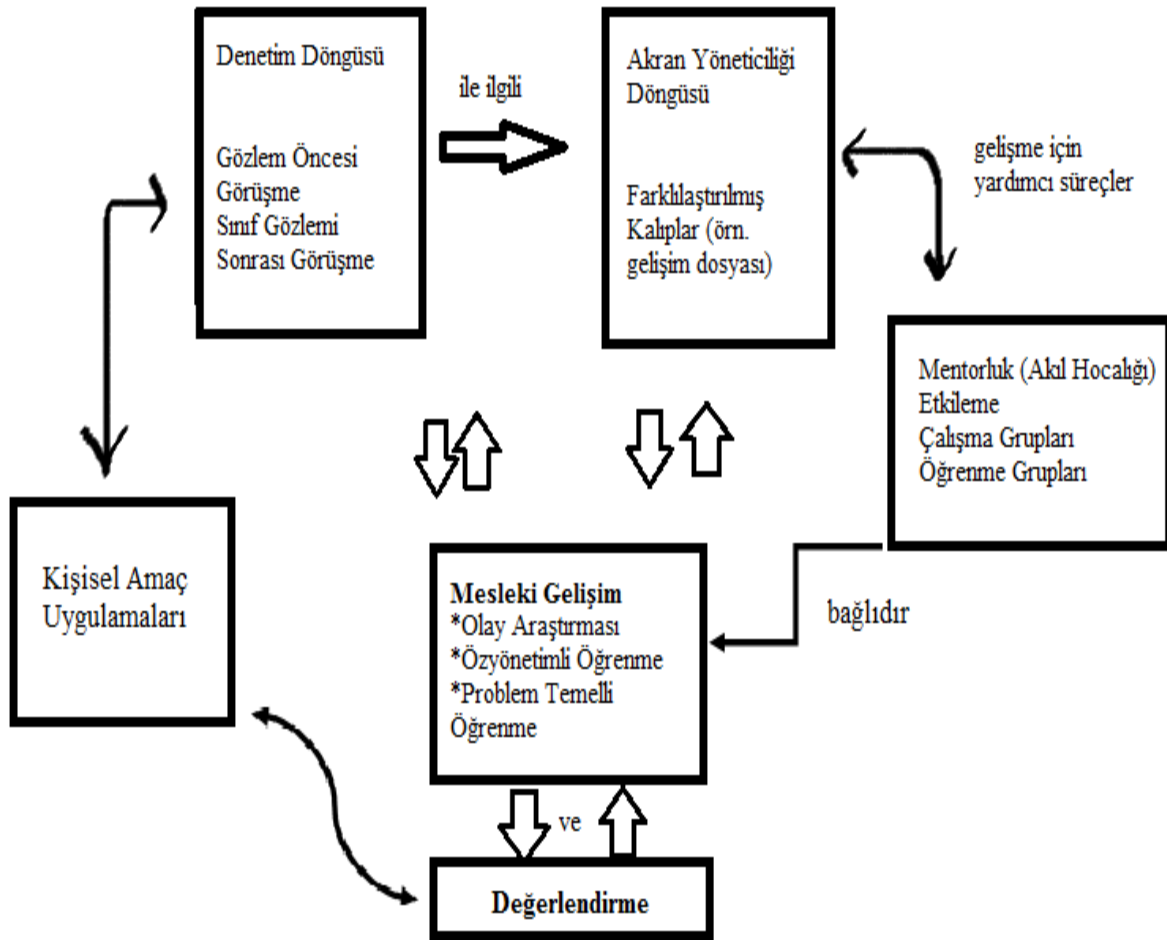 Denetim Döngüsü
Gözlem Öncesi
Görüşme
Sınıf Gözlemi
Sonrası Görüşme
ile ilgili
Akran Yöneticiliği
Döngüsü
Farklılaştırılmış
Kalıplar (örn.
gelişim dosyası)
gelişme için
yardımcı süreçler
Mentorluk (Akıl Hocalığı)
Etkileme
Çalışma Grupları
Öğrenme Grupları
Kişisel Amaç
Uygulamaları
Mesleki Gelişim
*Olay Araştırması
*Özyönetimli Öğrenme
*Problem Temelli
Öğrenme
bağlıdır
ve
Değerlendirme